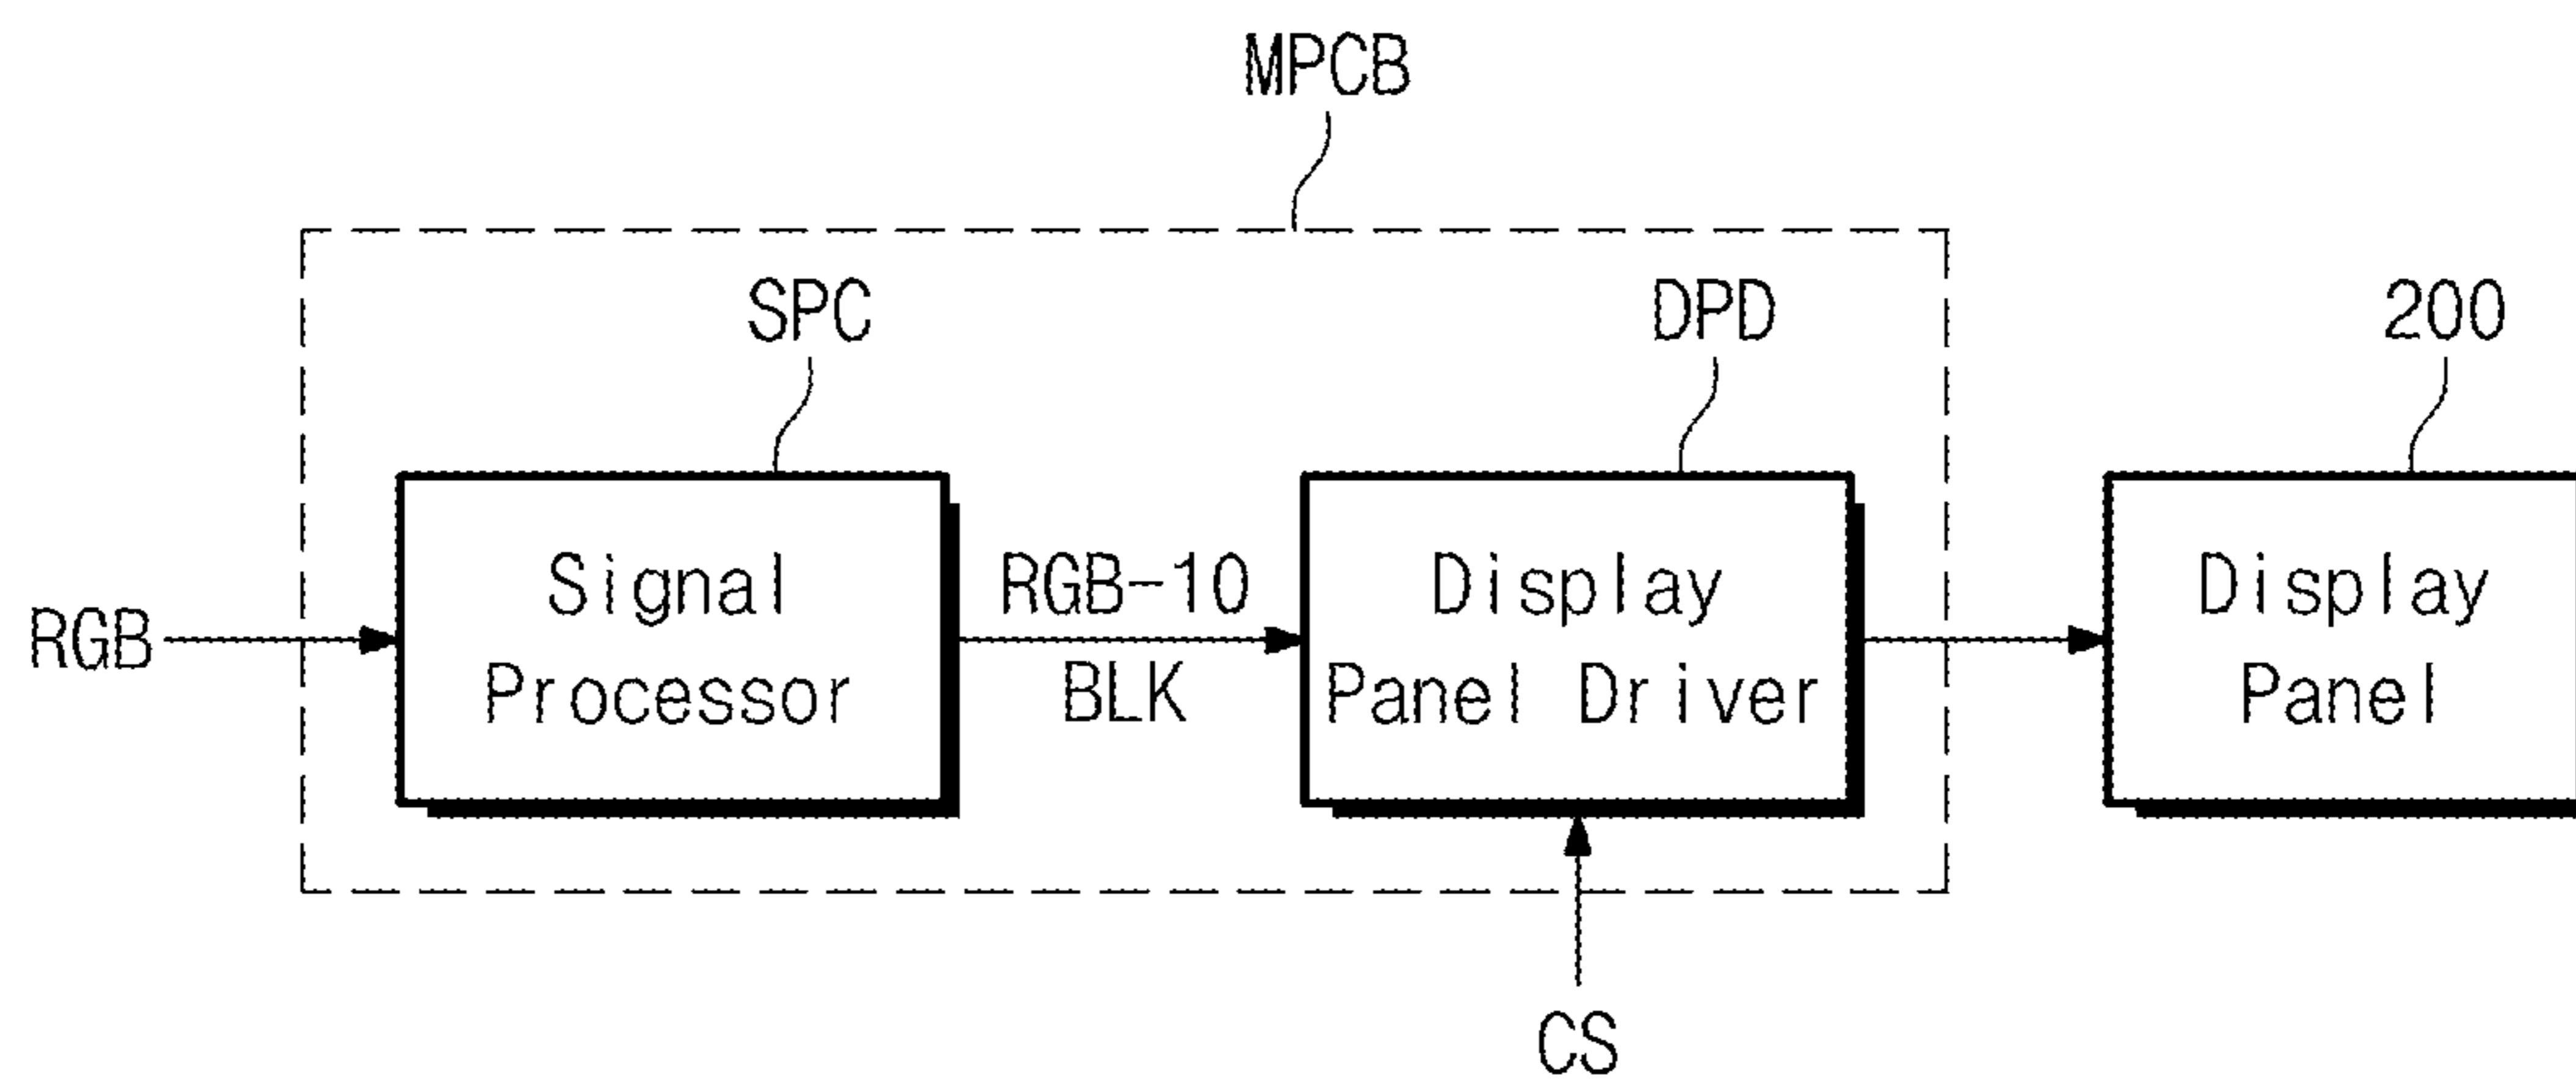 MPCB
SPC
DPD
200
RGB
Signal
Processor
RGB-10
BLK
Display
Panel Driver
Display
Panel
CS